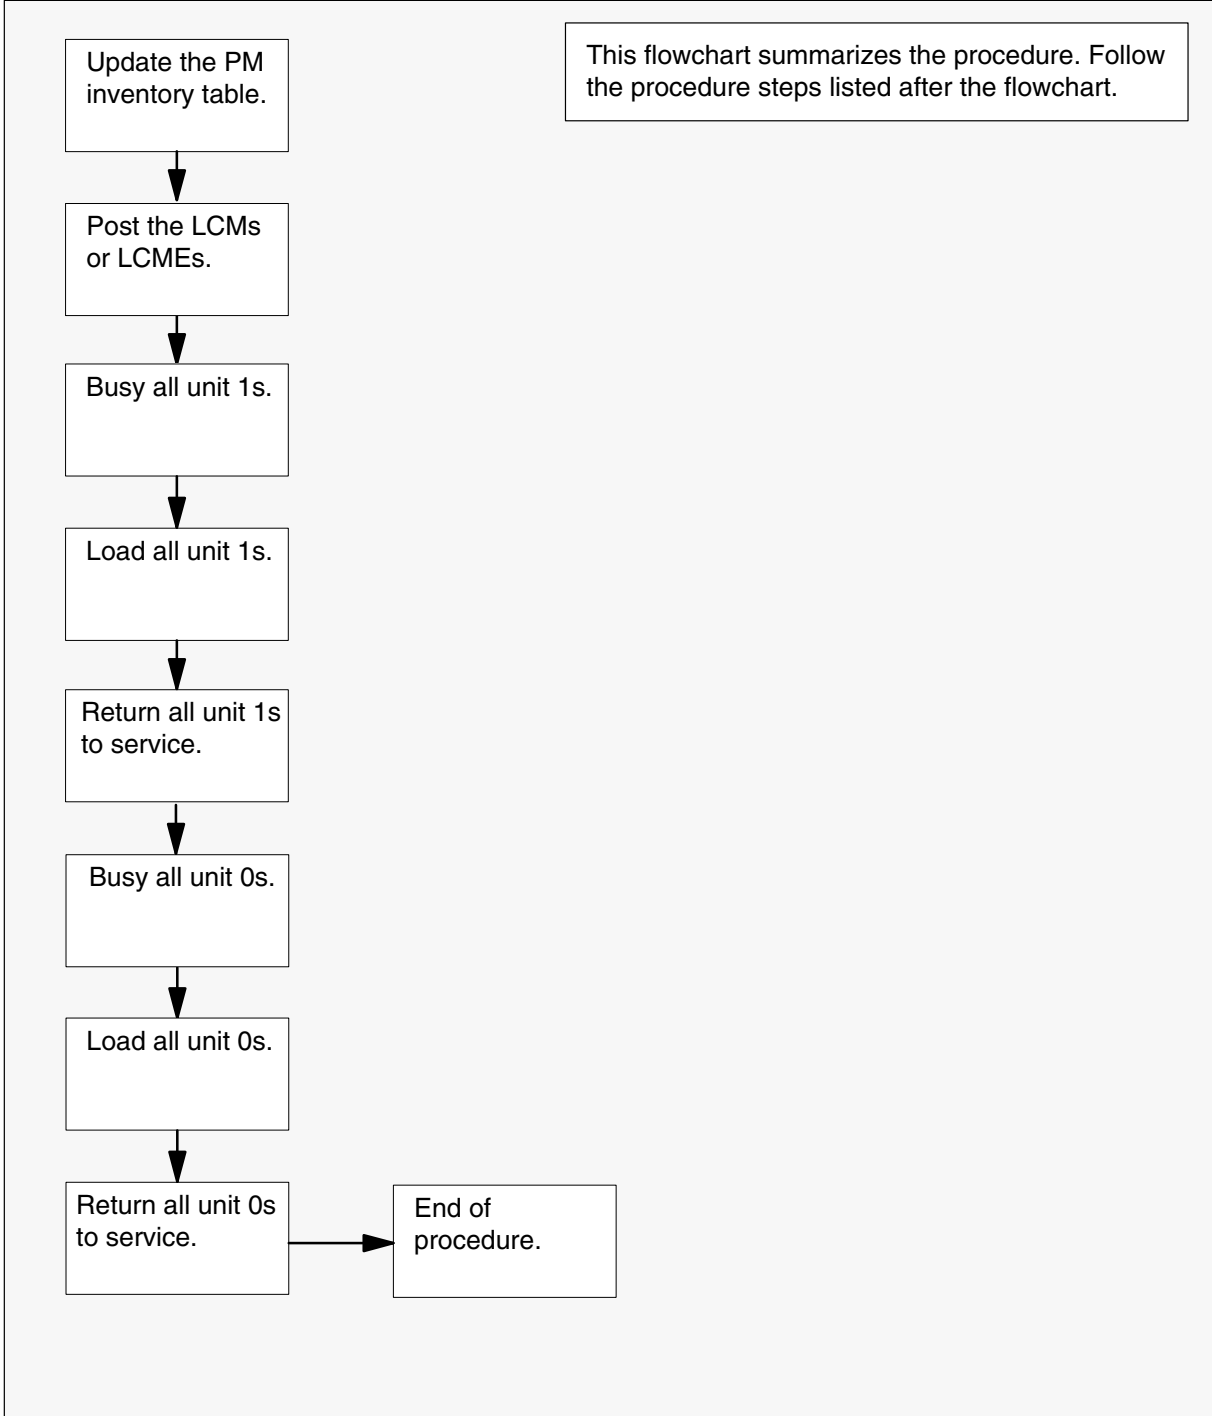 Update the PM
inventory table.
This flowchart summarizes the procedure. Follow
the procedure steps listed after the flowchart.
Post the LCMs
or LCMEs.
Busy all unit 1s.
Load all unit 1s.
Return all unit 1s
to service.
Busy all unit 0s.
Load all unit 0s.
Return all unit 0s
to service.
End of
procedure.